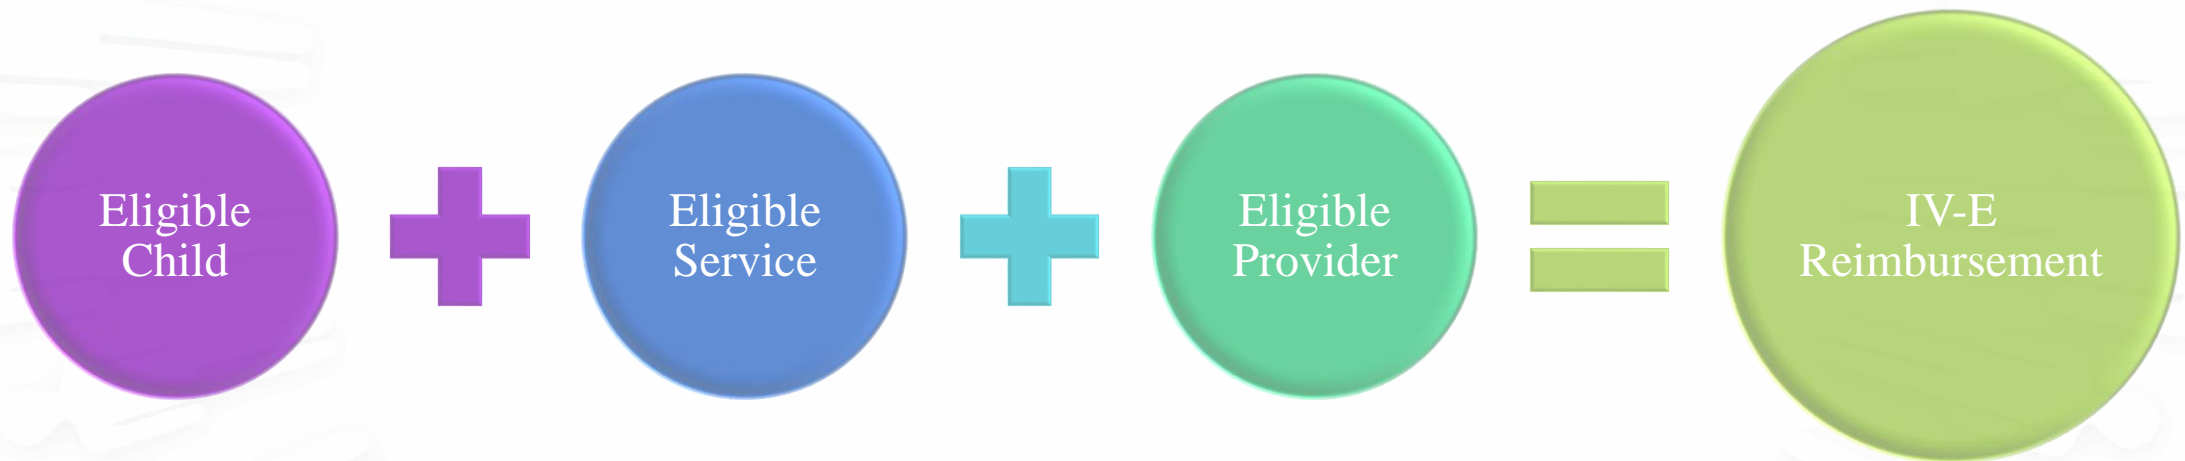 Eligible
Child
Eligible
Service
Eligible
Provider
IV-E
Reimbursement